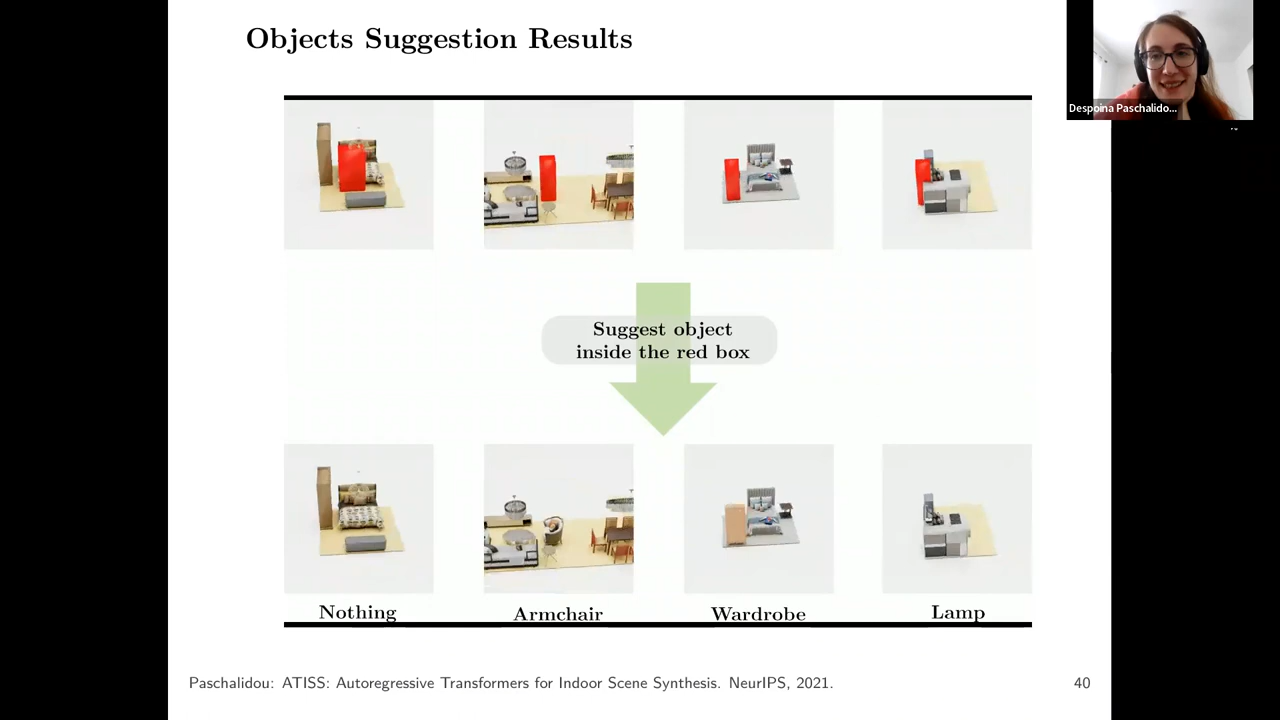 Objects Suggestion Results
Despoina Paschalido...
Suggest object
inside the red box
Nothing
Armchair
Wardrobe
Lamp
Paschalidou: ATISS: Autoregressive Transformers for Indoor Scene Synthesis. NeurIPS, 2021.
40